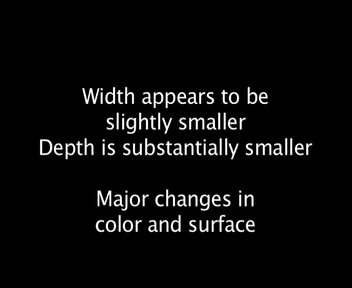 Width appears to be
slightly smaller
Depth is substantially smaller
Major changes in
color and surface